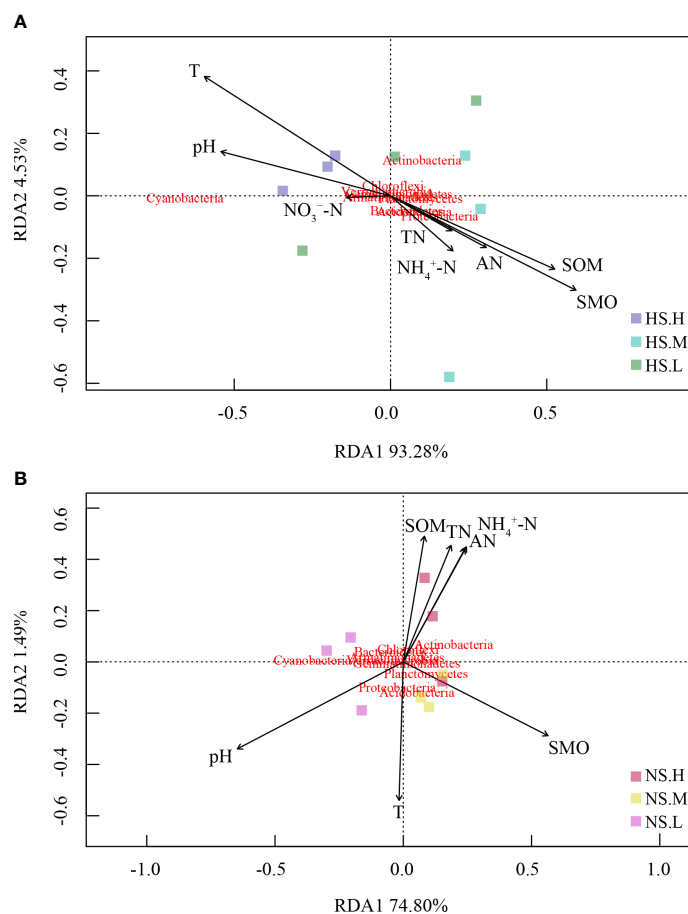 A
RDA2 4.53%
0.4
0.2
0.0
-0.2
-0.4
-0.6
T
pH
Actinobacteria
Chloroflexi
Cyanobacteria
Planctomycetes
Proteobacteria
NO₃⁻-N
TN
NH₄⁺-N
AN
SOM
SMO
HS.H
HS.M
HS.L
-0.5
0.0
0.5
RDA1 93.28%
B
RDA2 1.49%
0.6
0.4
0.2
0.0
-0.2
-0.4
-0.6
SOM
TN
NH₄⁺-N
AN
Actinobacteria
Chloroflexi
Cyanobacteria
Gemmatimonadetes
Planctomycetes
Proteobacteria
Acidobacteria
pH
SMO
T
NS.H
NS.M
NS.L
-1.0
-0.5
0.0
0.5
1.0
RDA1 74.80%